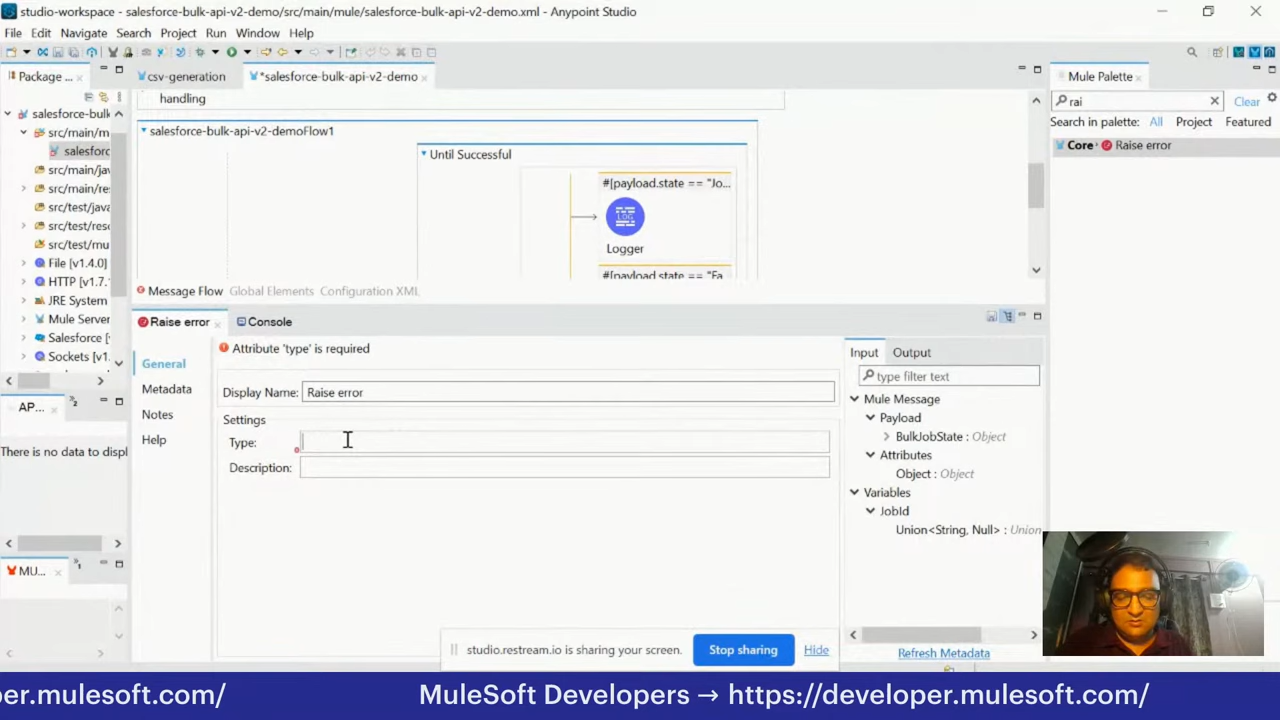 studio-workspace - salesforce-bulk-api-v2-demo/src/main/mule/salesforce-bulk-api-v2-demo.xml - Anypoint Studio
File Edit Navigate Search Project Run Window Help
Package ...
csv-generation
*salesforce-bulk-api-v2-demo
Mule Palette
handling
rai
Clear
salesforce-bulk
Search in palette: All Project Featured
src/main/m
salesforce-bulk-api-v2-demoFlow1
Core Raise error
salesforc
Until Successful
src/main/jav
src/main/re
#[payload.state == "Jo...
src/test/java
LOG
src/test/reso
src/test/mu
Logger
File [v1.4.0]
#[payload.state == "Fa
HTTP [v1.7.
Message Flow Global Elements Configuration XML
JRE System
Mule Server
Raise error
Console
Salesforce [
Sockets [v1.
Attribute 'type' is required
Input
Output
General
type filter text
Metadata
Display Name: Raise error
Mule Message
AP...
Notes
Settings
Payload
Help
Type:
BulkJobState : Object
There is no data to displ
Attributes
Description:
Object : Object
Variables
JobId
Union<String, Null> : Union
MU...
studio.restream.io is sharing your screen.
Stop sharing
Hide
Refresh Metadata
per.mulesoft.com/
MuleSoft Developers → https://developer.mulesoft.com/